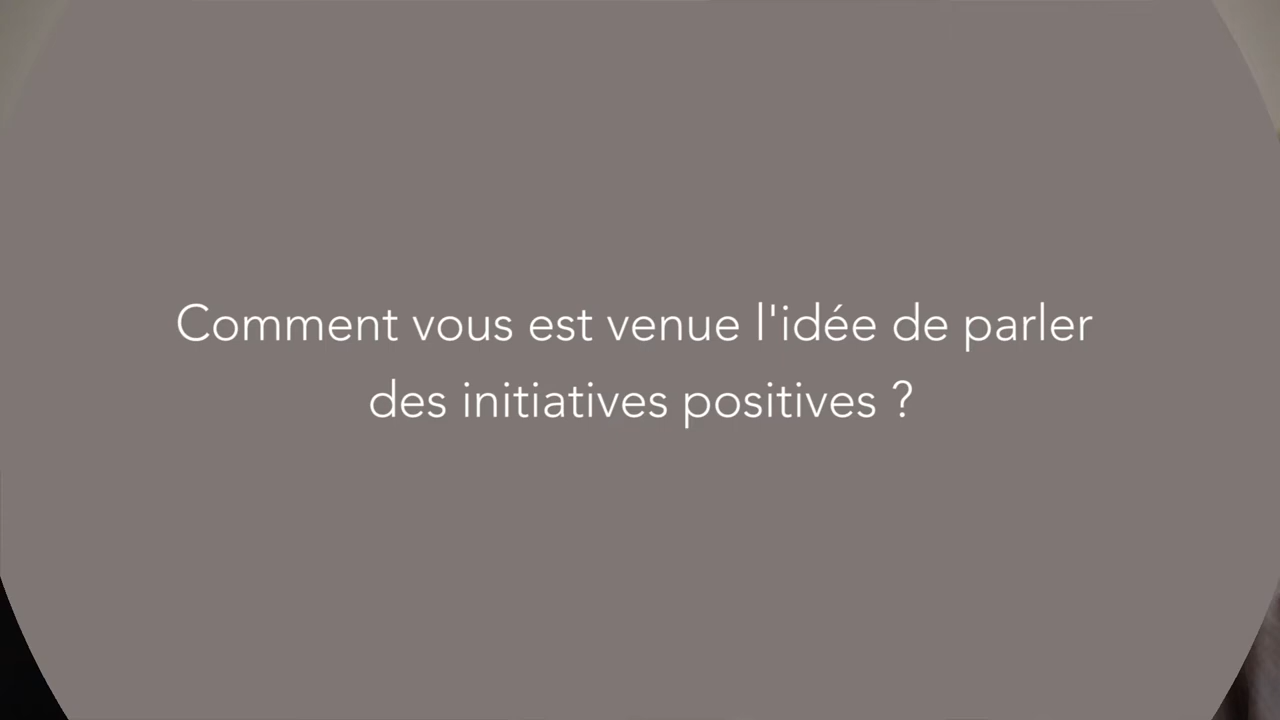 Comment vous est venue l'idée de parler
des initiatives positives ?